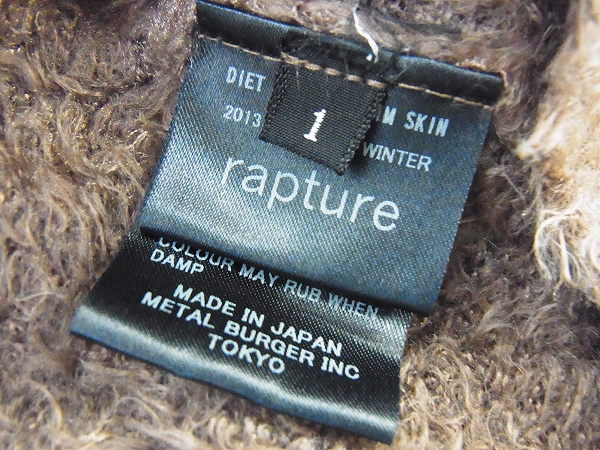 DIET SKIN
1
2013 WINTER
rapture
COLOUR MAY RUB WHEN
DAMP
MADE IN JAPAN
METAL BURGER INC
TOKYO